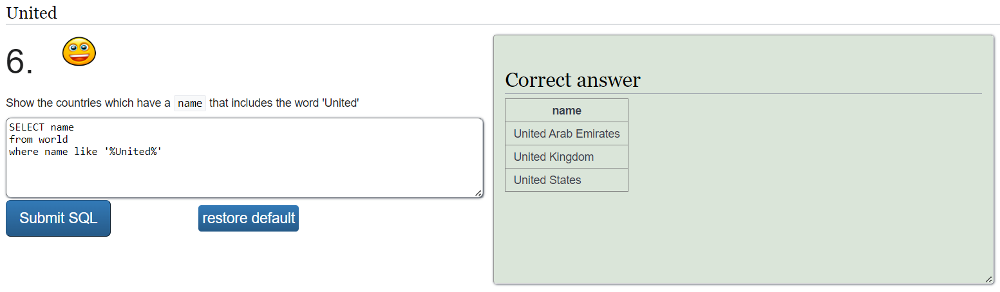 United
6.
Show the countries which have a name that includes the word 'United'
SELECT name
from world
where name like '%United%'
Submit SQL
restore default
Correct answer
name
United Arab Emirates
United Kingdom
United States